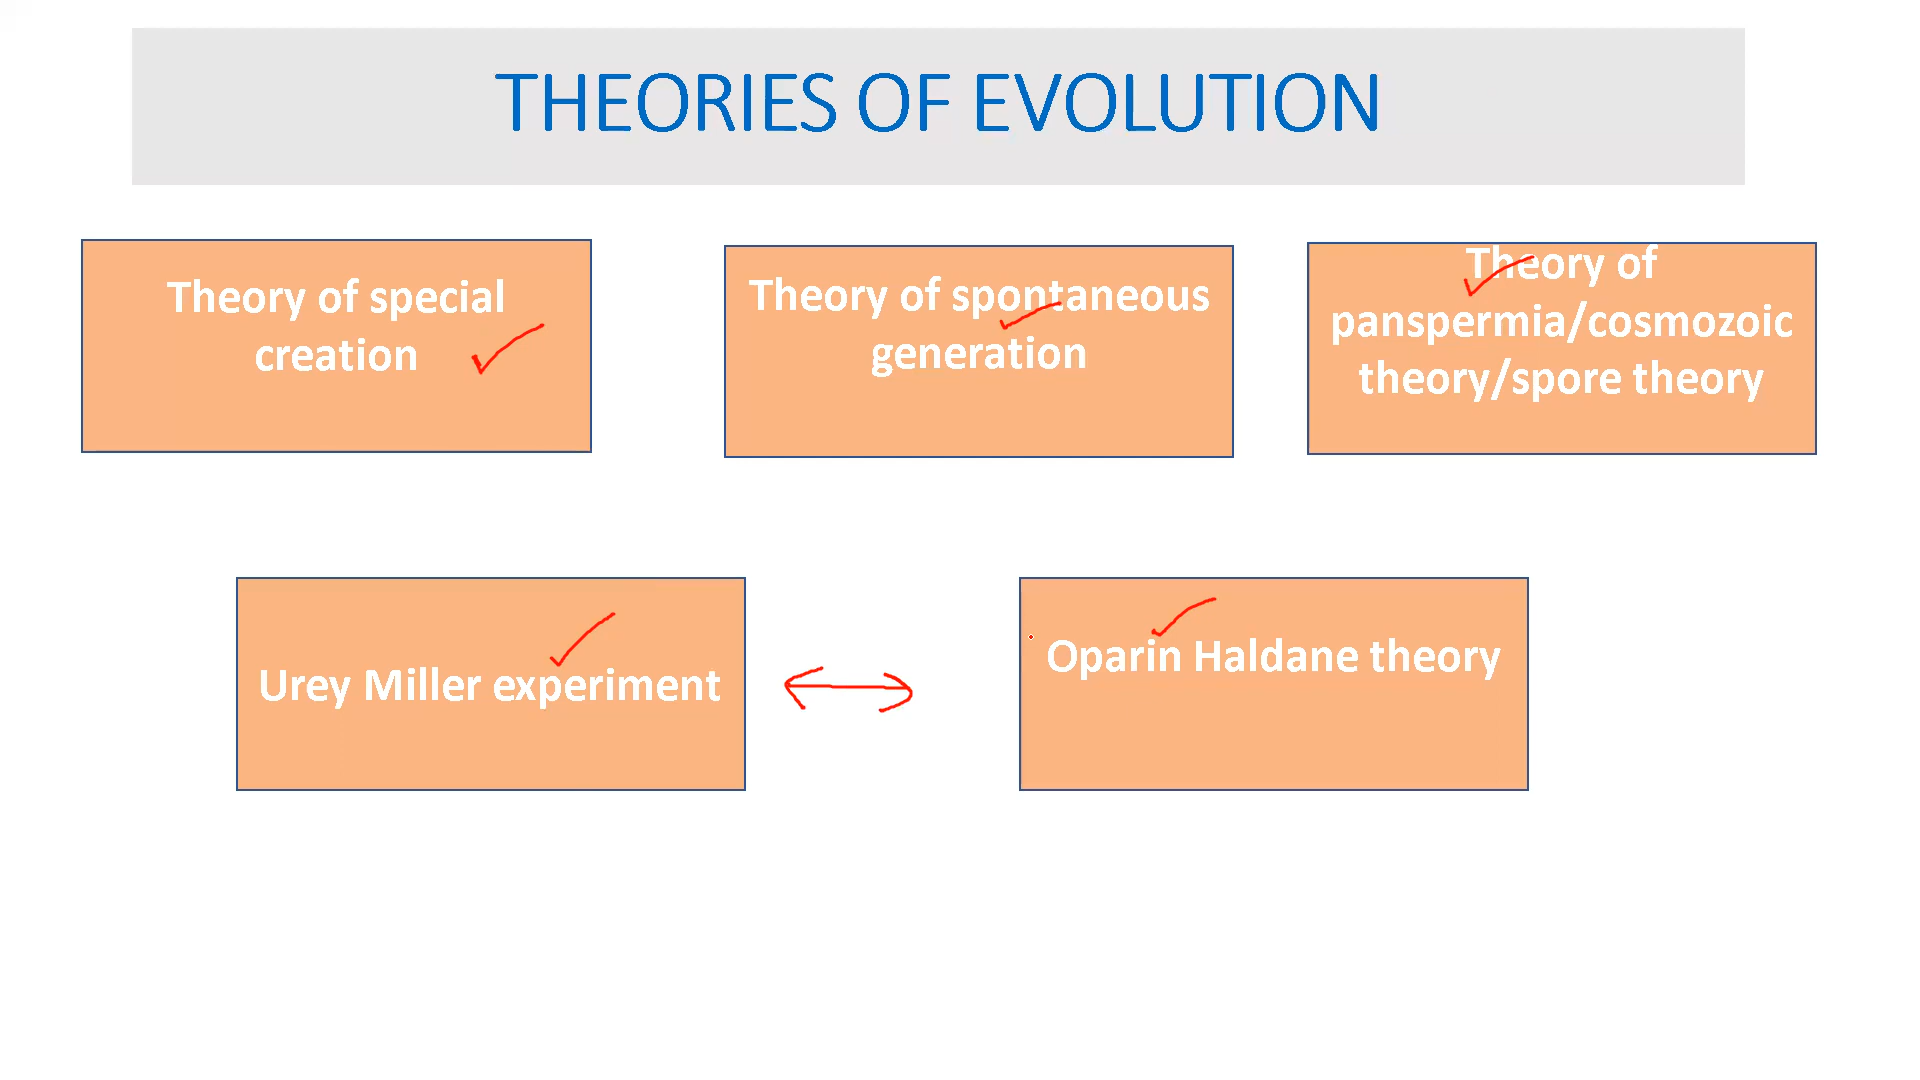 THEORIES OF EVOLUTION
Theory of special
creation
Theory of spontaneous
generation
Theory of
panspermia/cosmozoic
theory/spore theory
Urey Miller experiment
Oparin Haldane theory